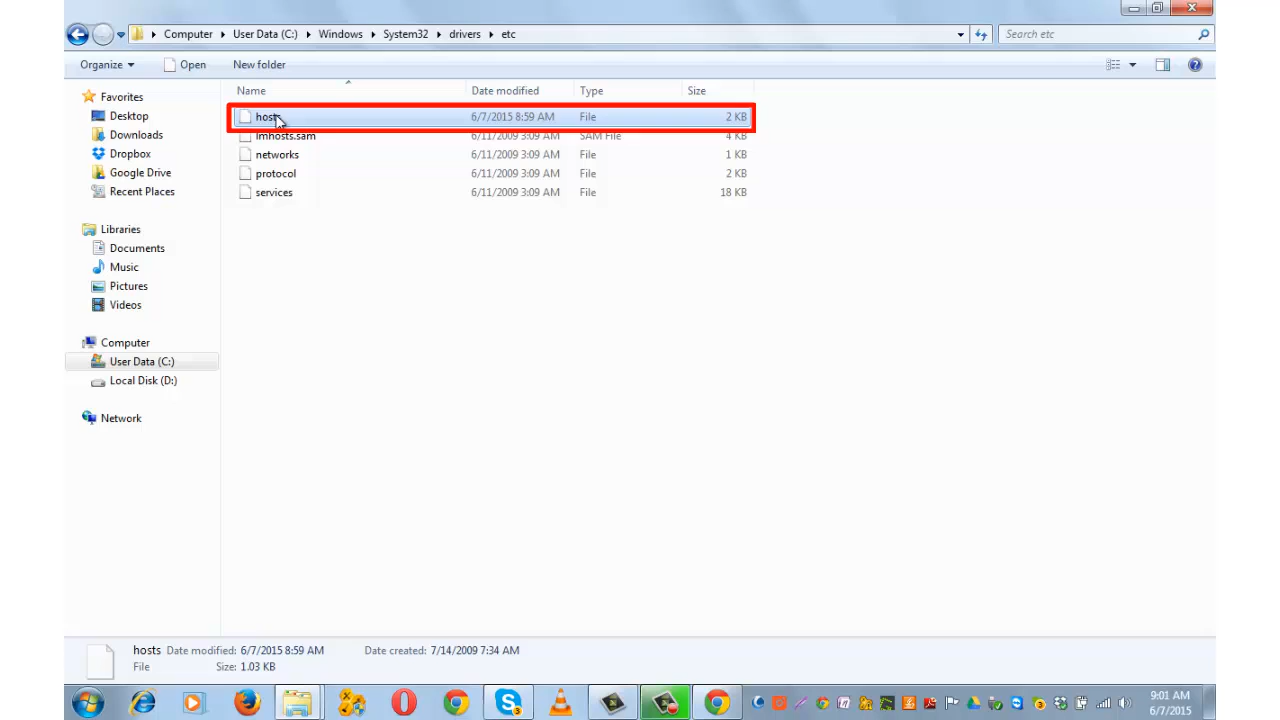 Computer User Data (C:) Windows System32 drivers etc Search etc
Organize Open New folder
Name Date modified Type Size
Favorites
Desktop
Downloads
Dropbox
Google Drive
Recent Places
Libraries
Documents
Music
Pictures
Videos
Computer
User Data (C:)
Local Disk (D:)
Network
hosts 6/7/2015 8:59 AM File 2 KB
lmhosts.sam 6/11/2009 3:09 AM SAM File 4 KB
networks 6/11/2009 3:09 AM File 1 KB
protocol 6/11/2009 3:09 AM File 2 KB
services 6/11/2009 3:09 AM File 18 KB
hosts Date modified: 6/7/2015 8:59 AM Date created: 7/14/2009 7:34 AM
File Size: 1.03 KB
9:01 AM
6/7/2015